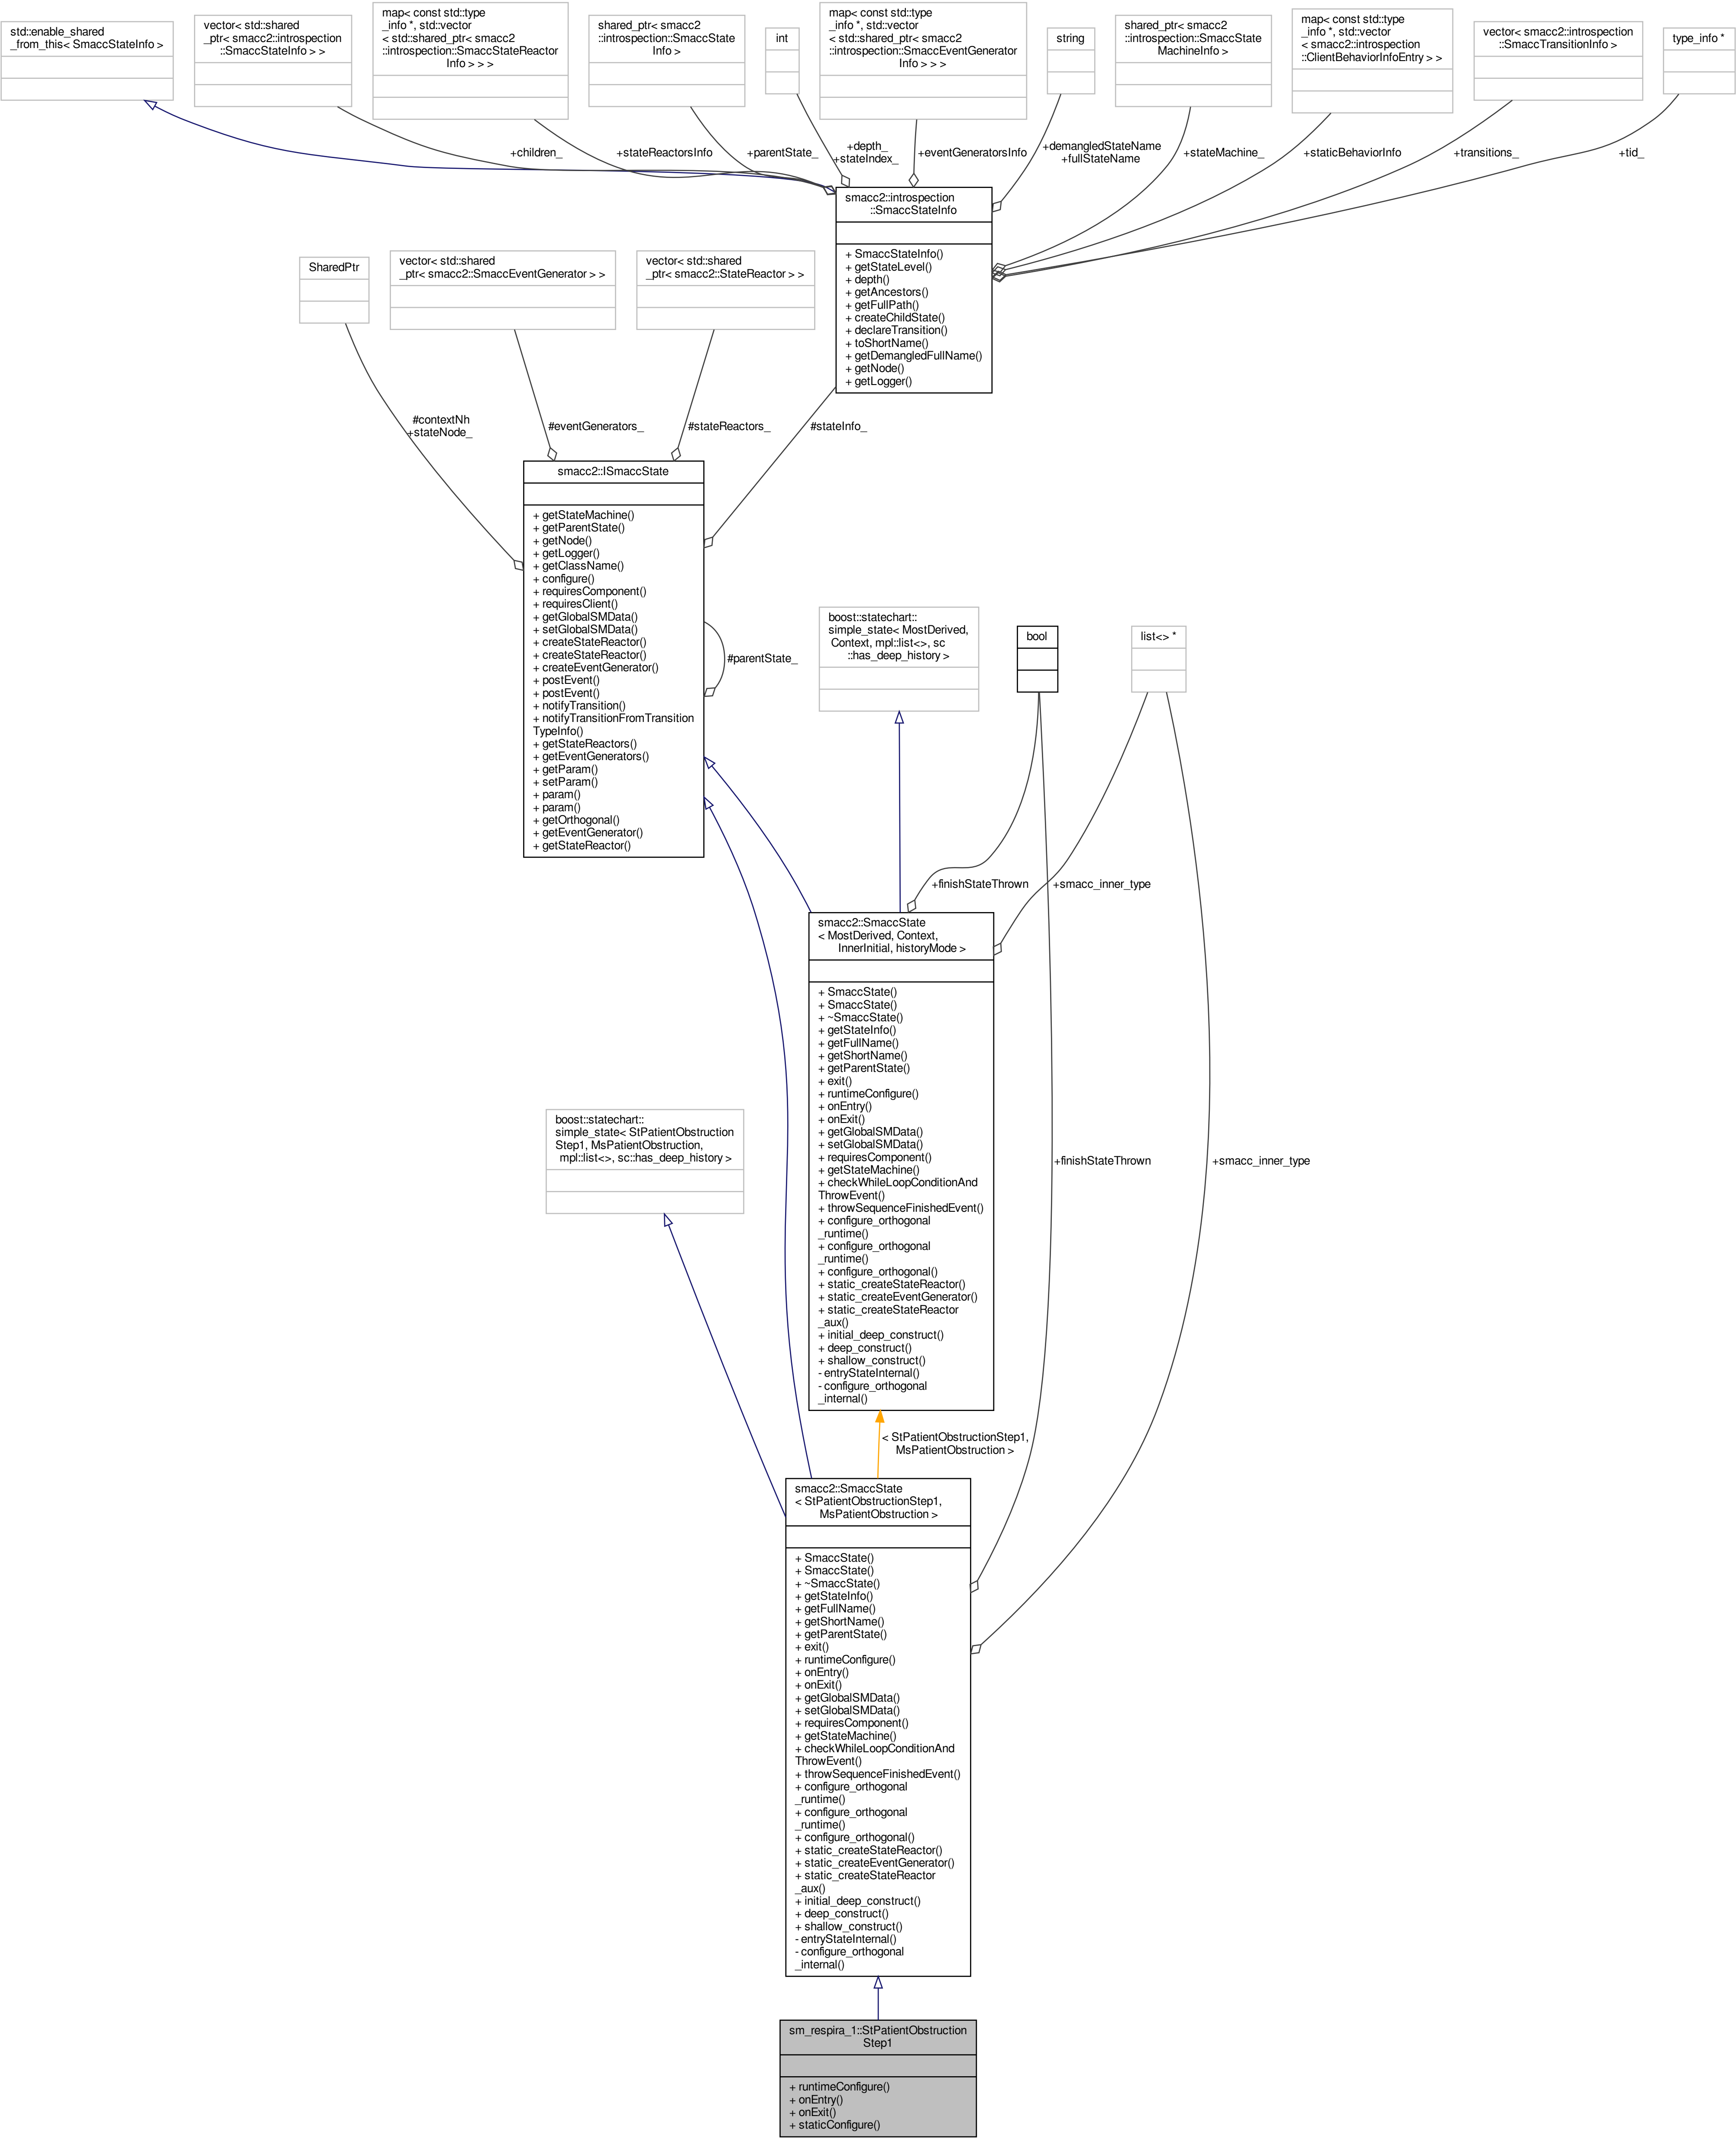 std::enable_shared
_from_this< SmaccStateInfo >
vector< std::shared
_ptr< smacc2::introspection
::SmaccStateInfo > >
map< const std::type
_info *, std::vector
< std::shared_ptr< smacc2
::introspection::SmaccStateReactor
Info > > >
shared_ptr< smacc2
::introspection::SmaccState
Info >
int
map< const std::type
_info *, std::vector
< std::shared_ptr< smacc2
::introspection::SmaccEventGenerator
Info > > >
string
shared_ptr< smacc2
::introspection::SmaccState
MachineInfo >
map< const std::type
_info *, std::vector
< smacc2::introspection
::ClientBehaviorInfoEntry > >
vector< smacc2::introspection
::SmaccTransitionInfo >
type_info *
+children_
+stateReactorsInfo
+parentState_
+depth_
+stateIndex_
+eventGeneratorsInfo
+demangledStateName
+fullStateName
+stateMachine_
+staticBehaviorInfo
+transitions_
+tid_
smacc2::introspection
::SmaccStateInfo
+ SmaccStateInfo()
+ getStateLevel()
+ depth()
+ getAncestors()
+ getFullPath()
+ createChildState()
+ declareTransition()
+ toShortName()
+ getDemangledFullName()
+ getNode()
+ getLogger()
SharedPtr
vector< std::shared
_ptr< smacc2::SmaccEventGenerator > >
vector< std::shared
_ptr< smacc2::StateReactor > >
#contextNh
+stateNode_
#eventGenerators_
#stateReactors_
#stateInfo_
smacc2::ISmaccState
+ getStateMachine()
+ getParentState()
+ getNode()
+ getLogger()
+ getClassName()
+ configure()
+ requiresComponent()
+ requiresClient()
+ getGlobalSMData()
+ setGlobalSMData()
+ createStateReactor()
+ createStateReactor()
+ createEventGenerator()
+ postEvent()
+ postEvent()
+ notifyTransition()
+ notifyTransitionFromTransition
TypeInfo()
+ getStateReactors()
+ getEventGenerators()
+ getParam()
+ setParam()
+ param()
+ param()
+ getOrthogonal()
+ getEventGenerator()
+ getStateReactor()
#parentState_
boost::statechart::
simple_state< MostDerived,
Context, mpl::list<>, sc
::has_deep_history >
bool
list<> *
+finishStateThrown
+smacc_inner_type
smacc2::SmaccState
< MostDerived, Context,
InnerInitial, historyMode >
+ SmaccState()
+ SmaccState()
+ ~SmaccState()
+ getStateInfo()
+ getFullName()
+ getShortName()
+ getParentState()
+ exit()
+ runtimeConfigure()
+ onEntry()
+ onExit()
+ getGlobalSMData()
+ setGlobalSMData()
+ requiresComponent()
+ getStateMachine()
+ checkWhileLoopConditionAnd
ThrowEvent()
+ throwSequenceFinishedEvent()
+ configure_orthogonal
_runtime()
+ configure_orthogonal
_runtime()
+ configure_orthogonal()
+ static_createStateReactor()
+ static_createEventGenerator()
+ static_createStateReactor
_aux()
+ initial_deep_construct()
+ deep_construct()
+ shallow_construct()
- entryStateInternal()
- configure_orthogonal
_internal()
boost::statechart::
simple_state< StPatientObstruction
Step1, MsPatientObstruction,
mpl::list<>, sc::has_deep_history >
+finishStateThrown
+smacc_inner_type
< StPatientObstructionStep1,
MsPatientObstruction >
smacc2::SmaccState
< StPatientObstructionStep1,
MsPatientObstruction >
+ SmaccState()
+ SmaccState()
+ ~SmaccState()
+ getStateInfo()
+ getFullName()
+ getShortName()
+ getParentState()
+ exit()
+ runtimeConfigure()
+ onEntry()
+ onExit()
+ getGlobalSMData()
+ setGlobalSMData()
+ requiresComponent()
+ getStateMachine()
+ checkWhileLoopConditionAnd
ThrowEvent()
+ throwSequenceFinishedEvent()
+ configure_orthogonal
_runtime()
+ configure_orthogonal
_runtime()
+ configure_orthogonal()
+ static_createStateReactor()
+ static_createEventGenerator()
+ static_createStateReactor
_aux()
+ initial_deep_construct()
+ deep_construct()
+ shallow_construct()
- entryStateInternal()
- configure_orthogonal
_internal()
sm_respira_1::StPatientObstruction
Step1
+ runtimeConfigure()
+ onEntry()
+ onExit()
+ staticConfigure()